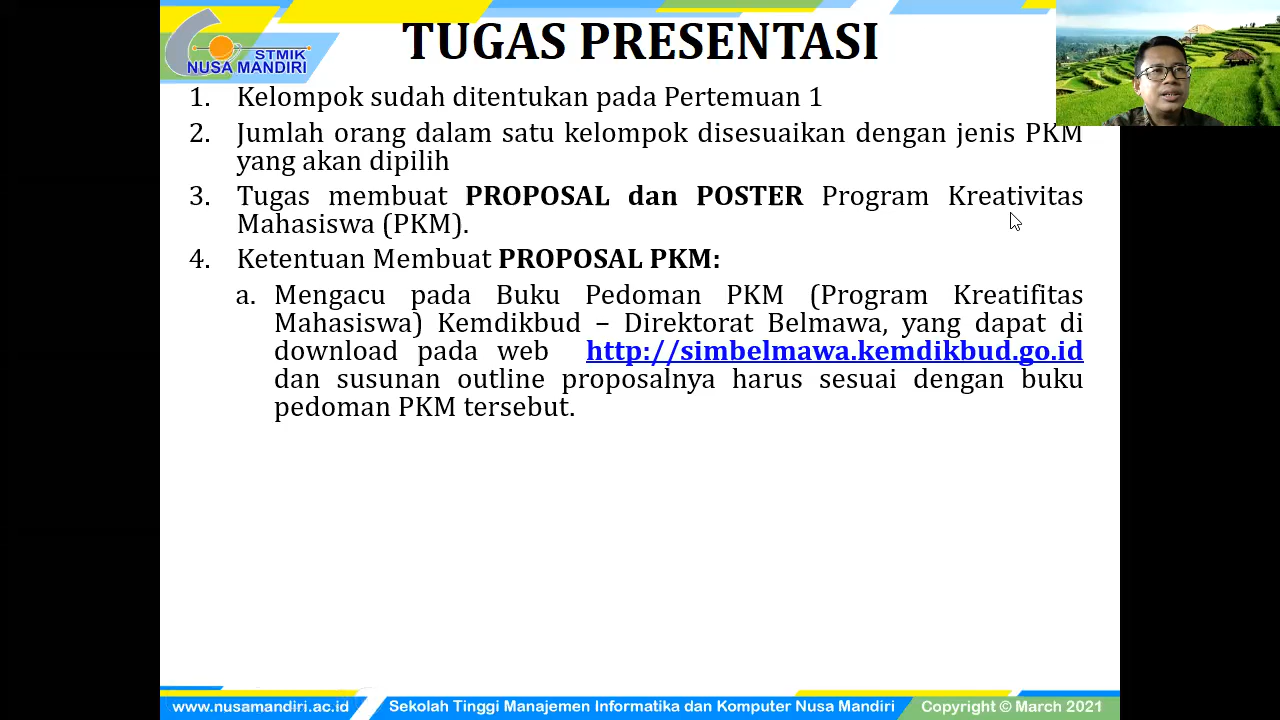 TUGAS PRESENTASI
STMIK
NUSA MANDIRI
1. Kelompok sudah ditentukan pada Pertemuan 1
2. Jumlah orang dalam satu kelompok disesuaikan dengan jenis PKM
yang akan dipilih
3. Tugas membuat PROPOSAL dan POSTER Program Kreativitas
Mahasiswa (PKM).
4. Ketentuan Membuat PROPOSAL PKM:
a. Mengacu pada Buku Pedoman PKM (Program Kreatifitas
Mahasiswa) Kemdikbud – Direktorat Belmawa, yang dapat di
download pada web http://simbelmawa.kemdikbud.go.id
dan susunan outline proposalnya harus sesuai dengan buku
pedoman PKM tersebut.
www.nusamandiri.ac.id
Sekolah Tinggi Manajemen Informatika dan Komputer Nusa Mandiri
Copyright © March 2021